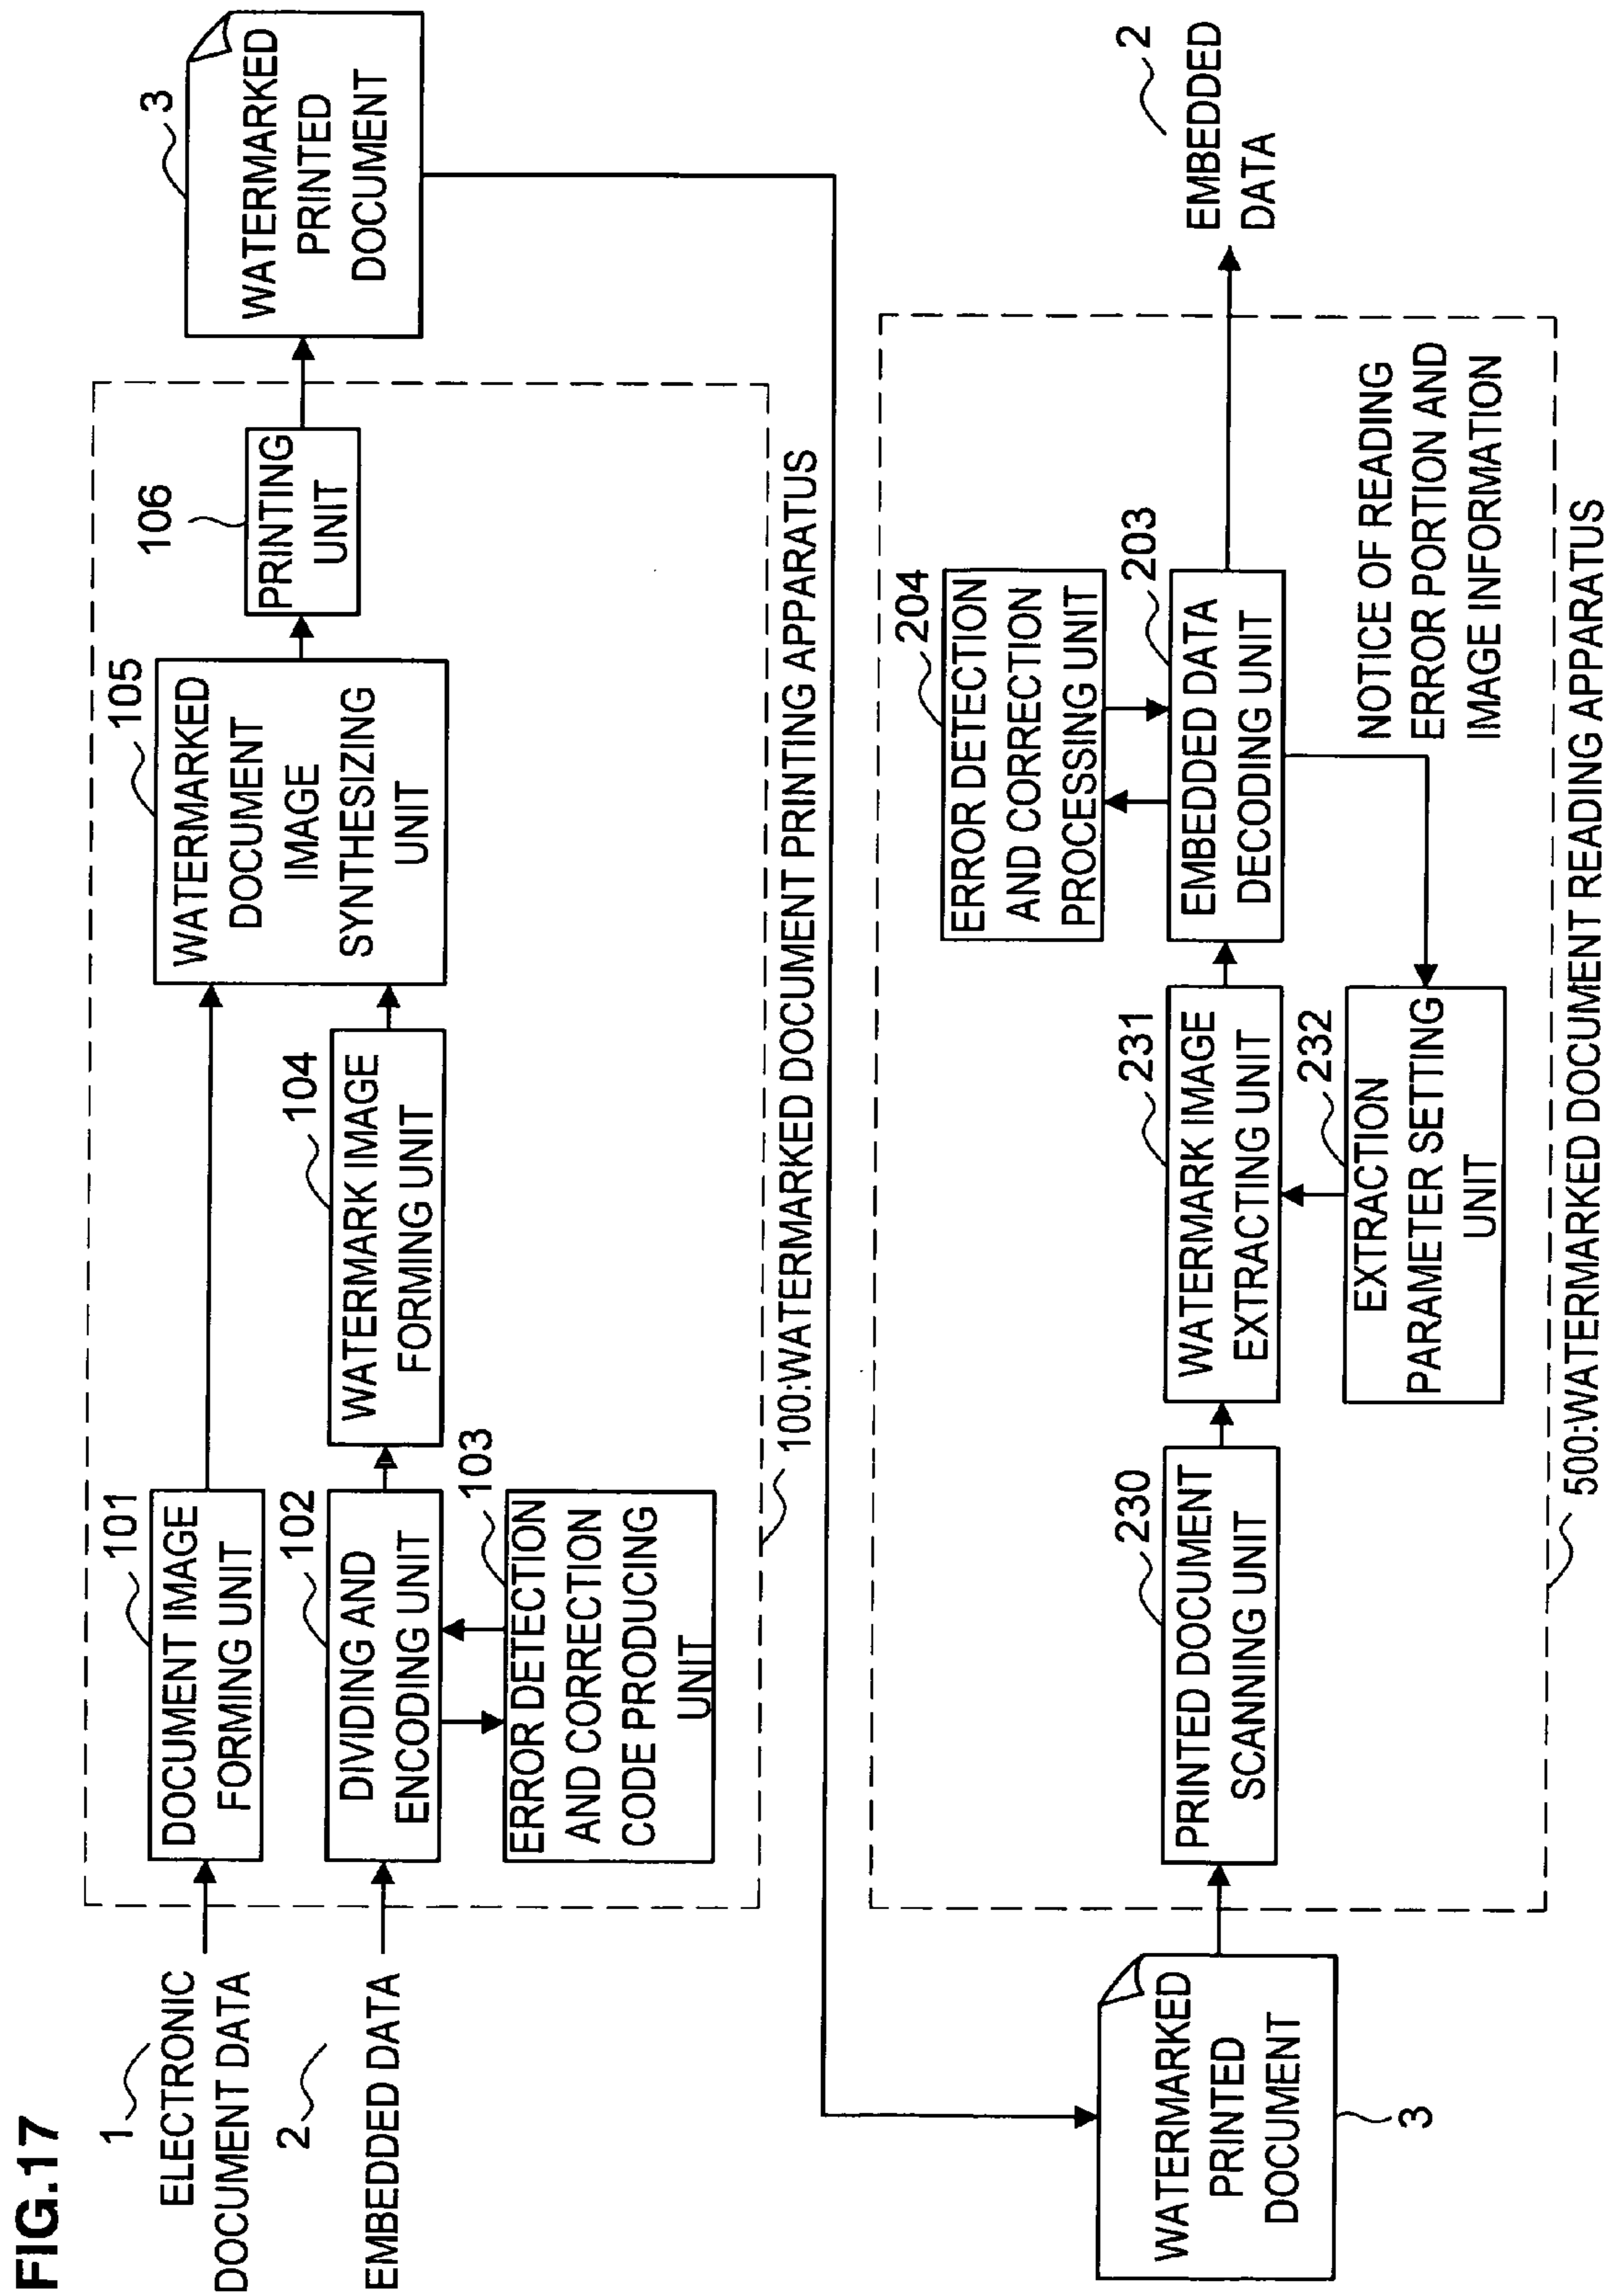 FIG.17
1
ELECTRONIC
DOCUMENT DATA
2
EMBEDDED DATA
101
DOCUMENT IMAGE
FORMING UNIT
102
DIVIDING AND
ENCODING UNIT
103
ERROR DETECTION
AND CORRECTION
CODE PRODUCING
UNIT
104
WATERMARK IMAGE
FORMING UNIT
105
WATERMARKED
DOCUMENT
IMAGE
SYNTHESIZING
UNIT
106
PRINTING
UNIT
3
WATERMARKED
PRINTED
DOCUMENT
100:WATERMARKED DOCUMENT PRINTING APPARATUS
WATERMARKED
PRINTED
DOCUMENT
3
230
PRINTED DOCUMENT
SCANNING UNIT
231
WATERMARK IMAGE
EXTRACTING UNIT
232
EXTRACTION
PARAMETER SETTING
UNIT
204
ERROR DETECTION
AND CORRECTION
PROCESSING UNIT
203
EMBEDDED DATA
DECODING UNIT
NOTICE OF READING
ERROR PORTION AND
IMAGE INFORMATION
2
EMBEDDED
DATA
500:WATERMARKED DOCUMENT READING APPARATUS